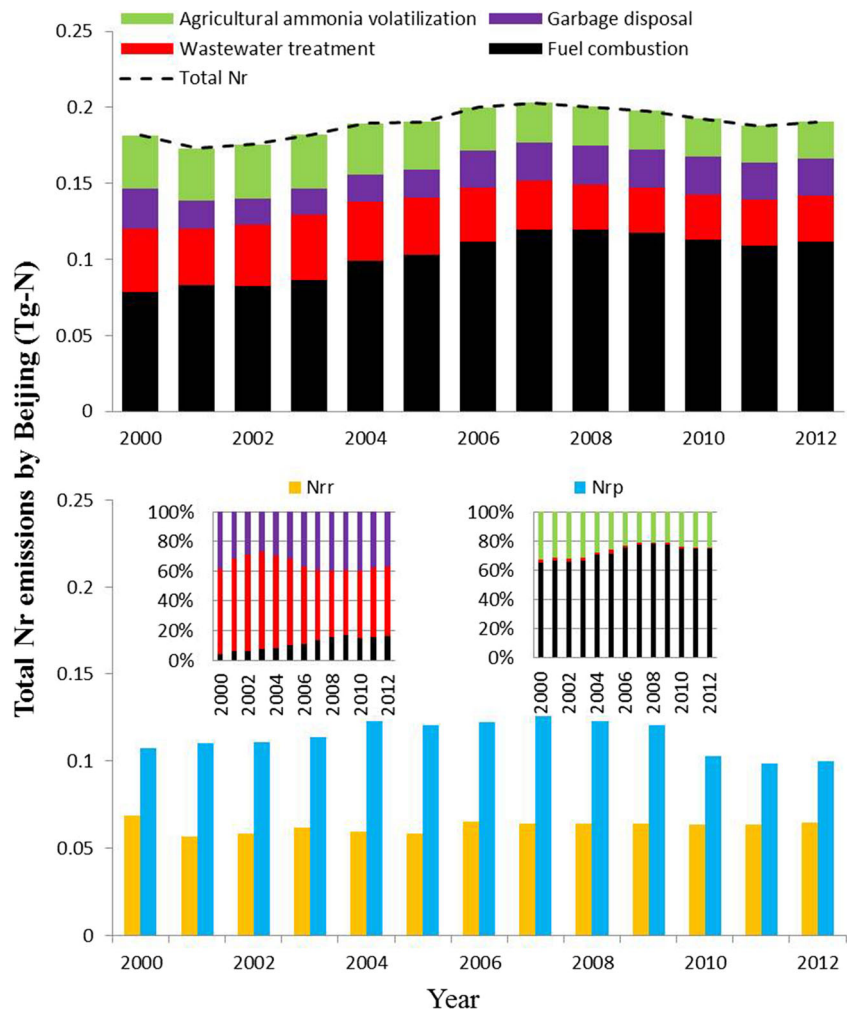 Agricultural ammonia volatilization
Garbage disposal
Wastewater treatment
Fuel combustion
Total Nr
0.25
0.2
0.15
0.1
0.05
0
2000 2002 2004 2006 2008 2010 2012
Total Nr emissions by Beijing (Tg-N)
Nrr
Nrp
0.25
0.2
0.15
0.1
0.05
0
100%
80%
60%
40%
20%
0%
2000 2002 2004 2006 2008 2010 2012
100%
80%
60%
40%
20%
0%
2000 2002 2004 2006 2008 2010 2012
2000 2002 2004 2006 2008 2010 2012
Year